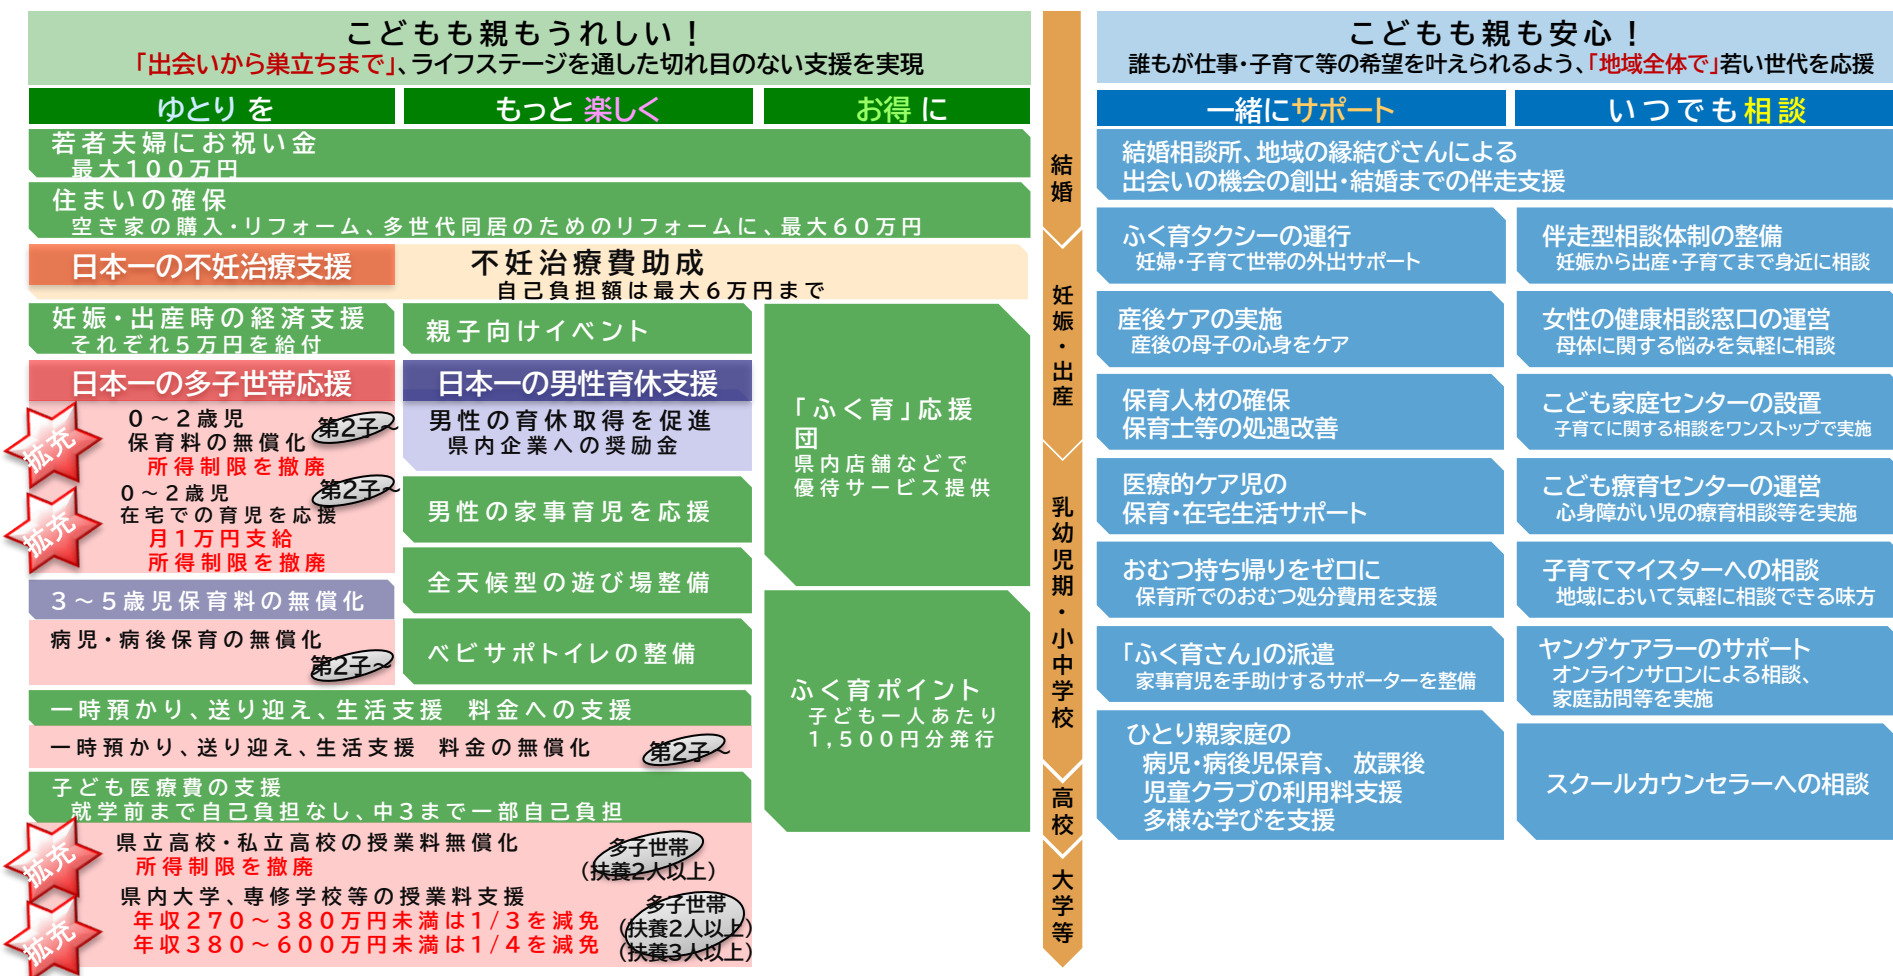 こどもも親もうれしい！
「出会いから巣立ちまで」、ライフステージを通した切れ目のない支援を実現
ゆとり を
もっと 楽しく
お得 に
若者夫婦にお祝い金
最大１００万円
住まいの確保
空き家の購入・リフォーム、多世代同居のためのリフォームに、最大６０万円
日本一の不妊治療支援
不妊治療費助成
自己負担額は最大６万円まで
妊娠・出産時の経済支援
それぞれ５万円を給付
親子向けイベント
日本一の多子世帯応援
拡充
０～２歳児
保育料の無償化
第2子～
所得制限を撤廃
拡充
０～２歳児
在宅での育児を応援
第2子～
月１万円支給
所得制限を撤廃
３～５歳児保育料の無償化
病児・病後保育の無償化
第2子～
日本一の男性育休支援
男性の育休取得を促進
県内企業への奨励金
男性の家事育児を応援
全天候型の遊び場整備
ベビサポトイレの整備
「ふく育」応援
団
県内店舗などで
優待サービス提供
ふく育ポイント
子ども一人あたり
1,500円分発行
一時預かり、送り迎え、生活支援　料金への支援
一時預かり、送り迎え、生活支援　料金の無償化
第2子～
子ども医療費の支援
就学前まで自己負担なし、中３まで一部自己負担
拡充
県立高校・私立高校の授業料無償化
所得制限を撤廃
多子世帯
（扶養2人以上）
拡充
県内大学、専修学校等の授業料支援
年収２７０～３８０万円未満は１/３を減免
年収３８０～６００万円未満は１/４を減免
多子世帯
（扶養2人以上）
（扶養3人以上）
結婚
妊娠・出産
乳幼児期・小中学校
高校
大学等
こどもも親も安心！
誰もが仕事・子育て等の希望を叶えられるよう、「地域全体で」若い世代を応援
一緒にサポート
いつでも相談
結婚相談所、地域の縁結びさんによる
出会いの機会の創出・結婚までの伴走支援
ふく育タクシーの運行
妊婦・子育て世帯の外出サポート
伴走型相談体制の整備
妊娠から出産・子育てまで身近に相談
産後ケアの実施
産後の母子の心身をケア
女性の健康相談窓口の運営
母体に関する悩みを気軽に相談
保育人材の確保
保育士等の処遇改善
こども家庭センターの設置
子育てに関する相談をワンストップで実施
医療的ケア児の
保育・在宅生活サポート
こども療育センターの運営
心身障がい児の療育相談等を実施
おむつ持ち帰りをゼロに
保育所でのおむつ処分費用を支援
子育てマイスターへの相談
地域において気軽に相談できる味方
「ふく育さん」の派遣
家事育児を手助けするサポーターを整備
ヤングケアラーのサポート
オンラインサロンによる相談、
家庭訪問等を実施
ひとり親家庭の
病児・病後児保育、 放課後
児童クラブの利用料支援
多様な学びを支援
スクールカウンセラーへの相談